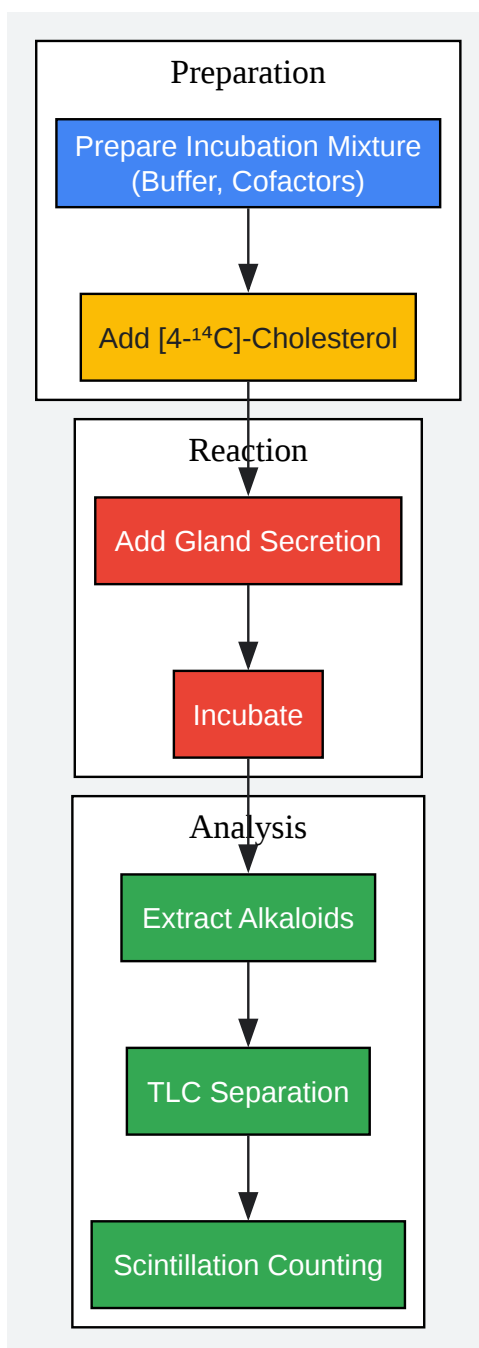 Preparation
Prepare Incubation Mixture
(Buffer, Cofactors)
Add [4-¹⁴C]-Cholesterol
Reaction
Add Gland Secretion
Incubate
Analysis
Extract Alkaloids
TLC Separation
Scintillation Counting